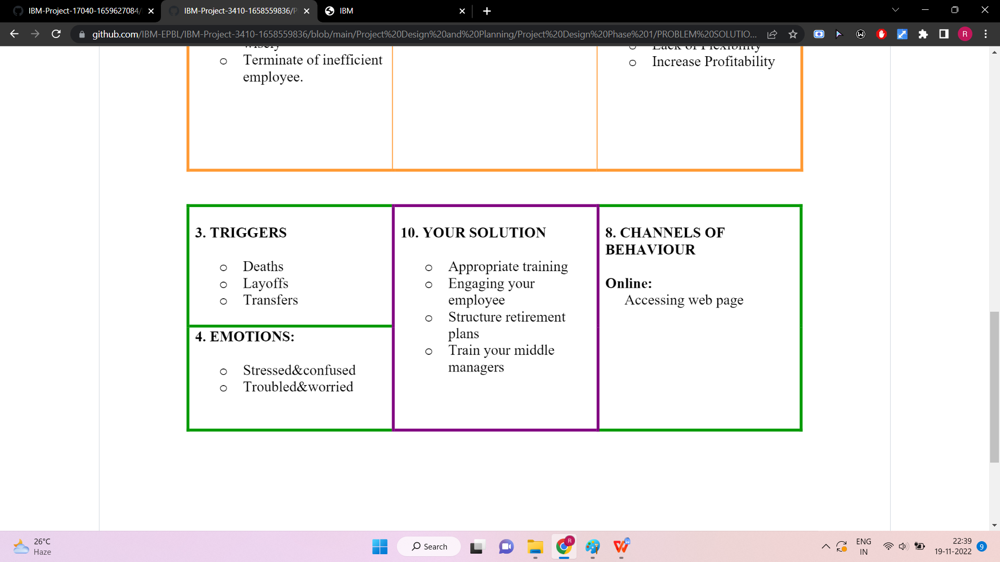 IBM-Project-17040-1659627084/
IBM-Project-3410-1658559836/P
IBM
github.com/IBM-EPBL/IBM-Project-3410-1658559836/blob/main/Project%20Design%20and%20Planning/Project%20Design%20Phase%201/PROBLEM%20SOLUTIO...
R
wisely
Terminate of inefficient
employee.
Lack of Flexibility
Increase Profitability
3. TRIGGERS
Deaths
Layoffs
Transfers
4. EMOTIONS:
Stressed&confused
Troubled&worried
10. YOUR SOLUTION
Appropriate training
Engaging your
employee
Structure retirement
plans
Train your middle
managers
8. CHANNELS OF
BEHAVIOUR
Online:
Accessing web page
26°C
Haze
Search
R
ENG
IN
22:39
19-11-2022
9